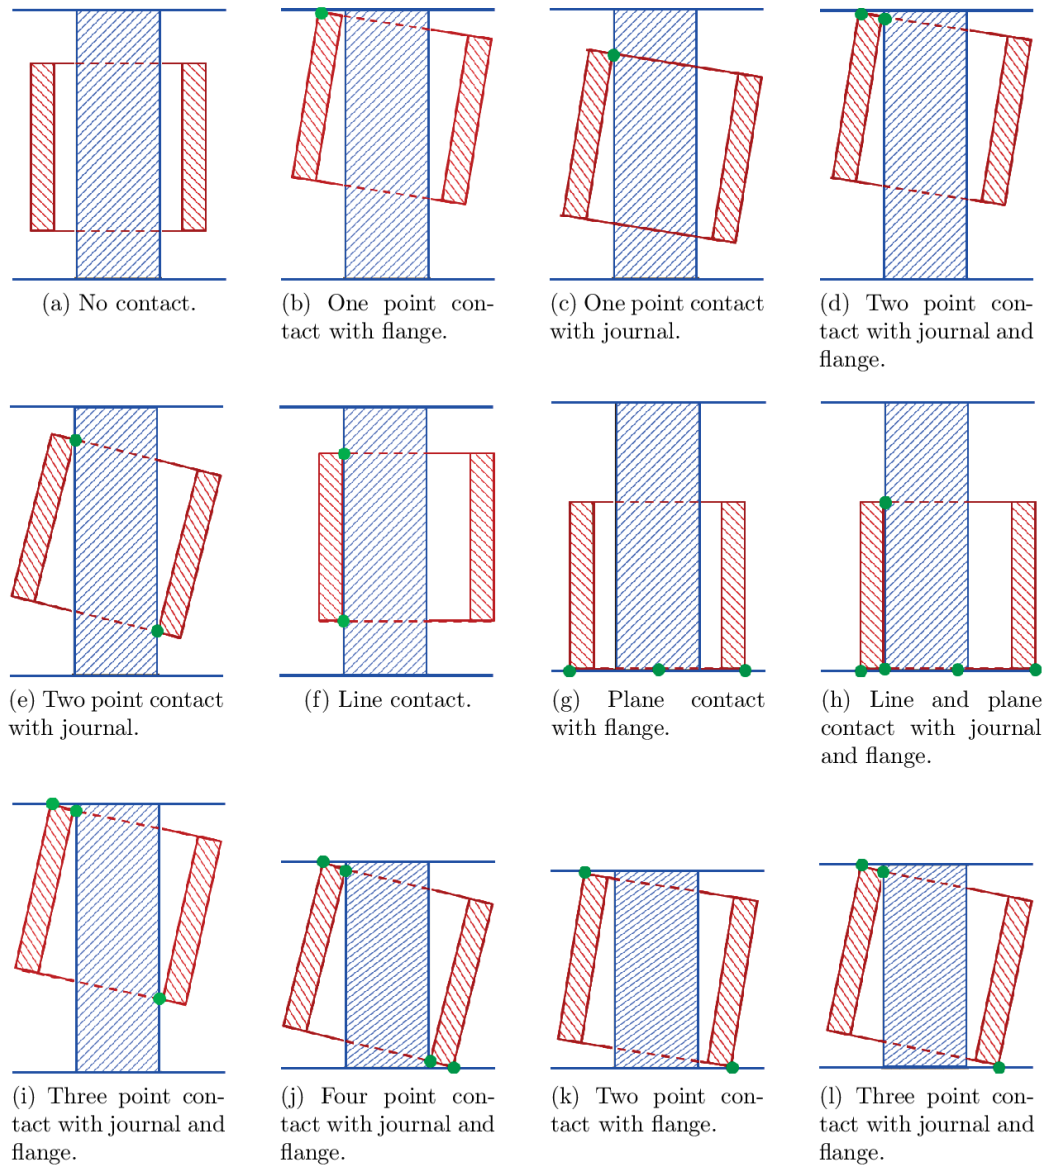 (a) No contact.
(b) One point con-
tact with flange.
(c) One point contact
with journal.
(d) Two point con-
tact with journal and
flange.
(e) Two point contact
with journal.
(f) Line contact.
(g) Plane contact
with flange.
(h) Line and plane
contact with journal
and flange.
(i) Three point con-
tact with journal and
flange.
(j) Four point con-
tact with journal and
flange.
(k) Two point con-
tact with flange.
(l) Three point con-
tact with journal and
flange.